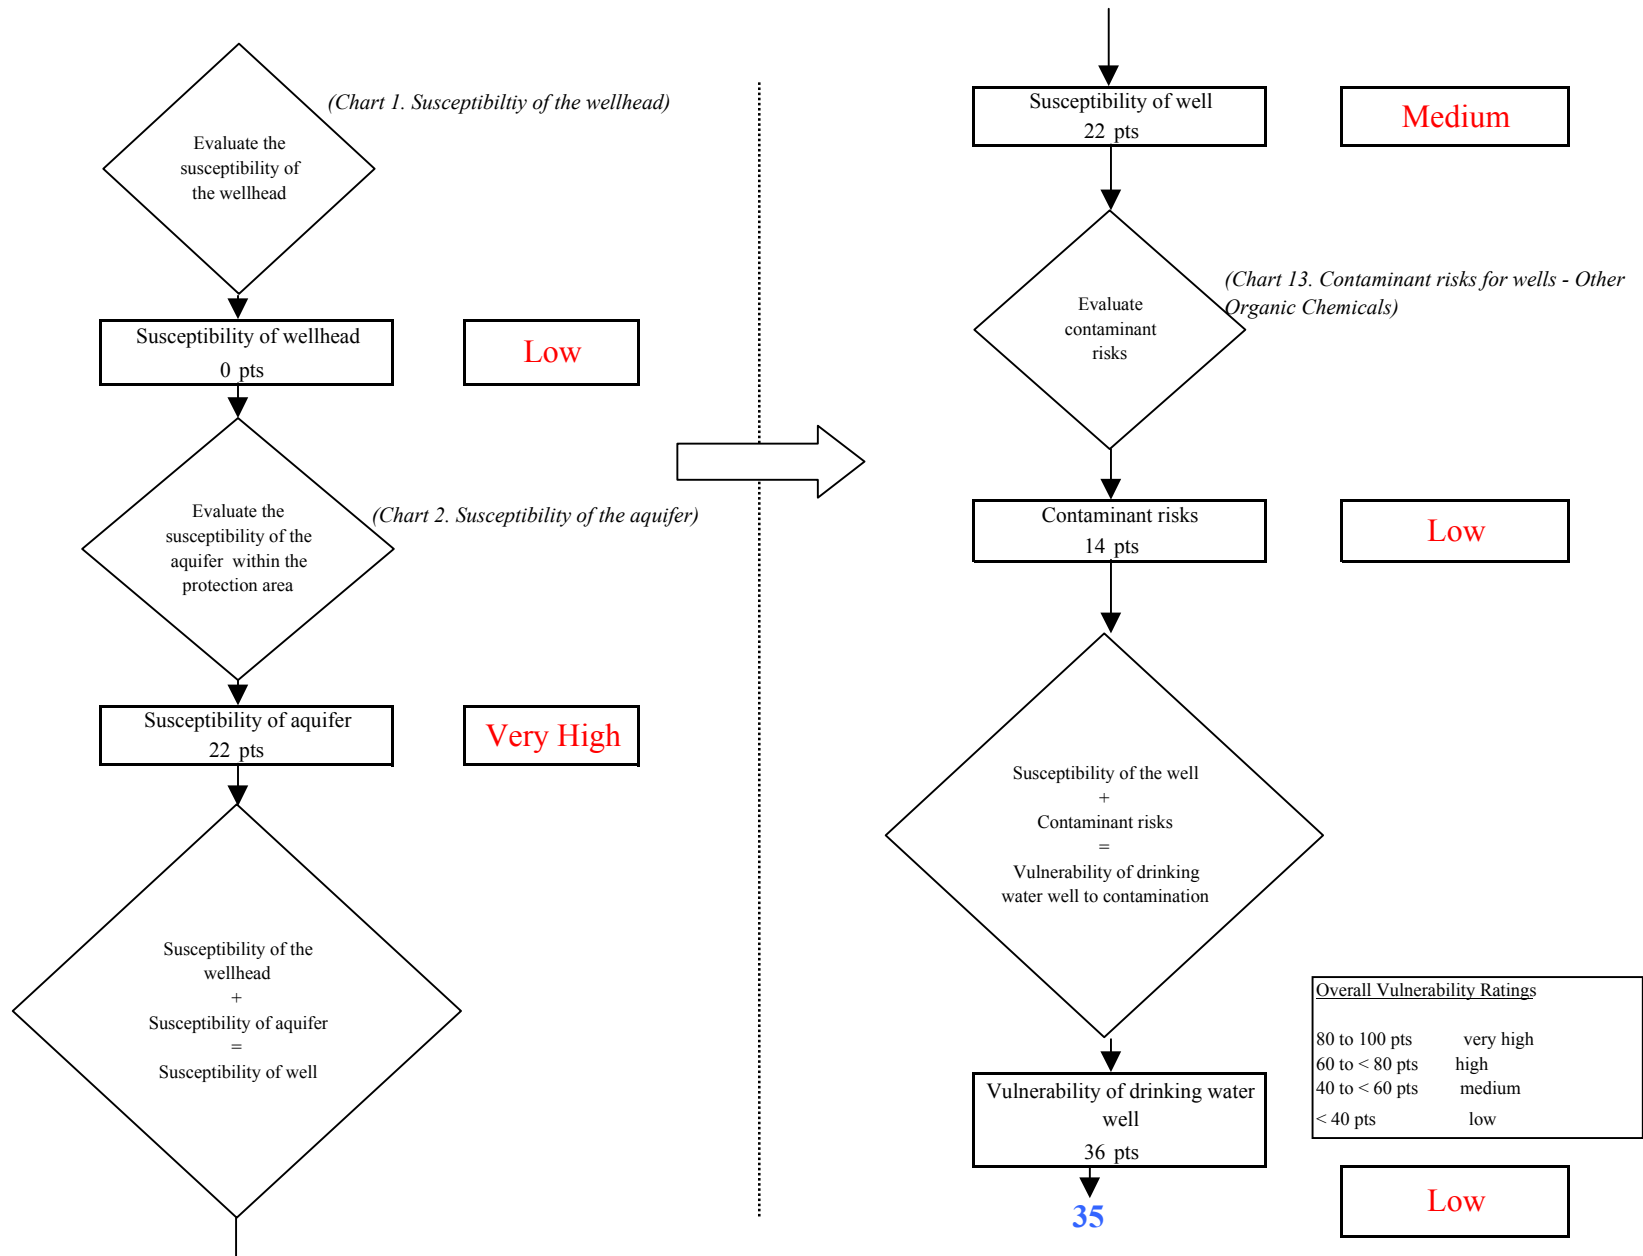 (Chart 1. Susceptibiltiy of the wellhead)
Evaluate the
susceptibility of
the wellhead
Susceptibility of wellhead
0 pts
Low
(Chart 2. Susceptibility of the aquifer)
Evaluate the
susceptibility of the
aquifer within the
protection area
Susceptibility of aquifer
22 pts
Very High
Susceptibility of the
wellhead
+
Susceptibility of aquifer
=
Susceptibility of well
Susceptibility of well
22 pts
Medium
(Chart 13. Contaminant risks for wells - Other
Organic Chemicals)
Evaluate
contaminant
risks
Contaminant risks
14 pts
Low
Susceptibility of the well
+
Contaminant risks
=
Vulnerability of drinking
water well to contamination
Overall Vulnerability Ratings
80 to 100 pts very high
60 to < 80 pts high
40 to < 60 pts medium
< 40 pts low
Vulnerability of drinking water
well
36 pts
35
Low